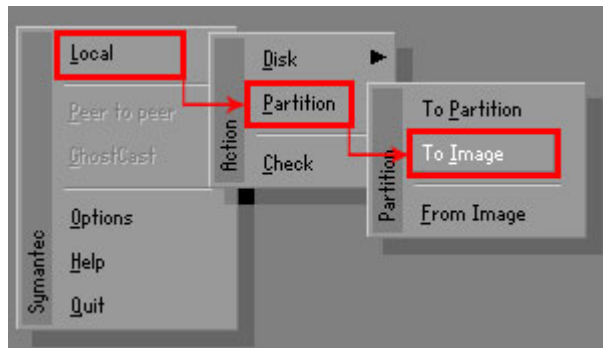 Local
Peer to peer
GhostCast
Options
Help
Quit
Symantec
Disk
Partition
Check
Action
To Partition
To Image
From Image
Partition